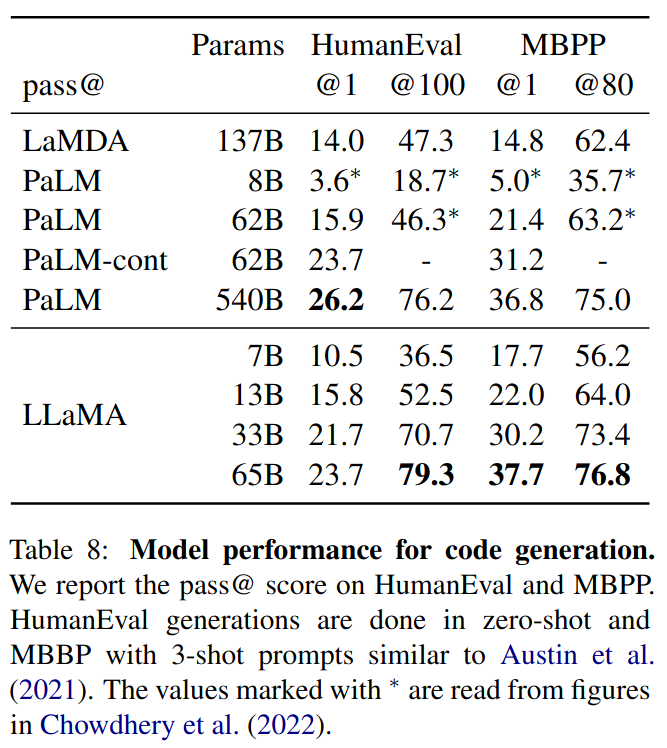 Params HumanEval MBPP
pass@ @1 @100 @1 @80
LaMDA 137B 14.0 47.3 14.8 62.4
PaLM 8B 3.6* 18.7* 5.0* 35.7*
PaLM 62B 15.9 46.3* 21.4 63.2*
PaLM-cont 62B 23.7 - 31.2 -
PaLM 540B 26.2 76.2 36.8 75.0
LLaMA
7B 10.5 36.5 17.7 56.2
13B 15.8 52.5 22.0 64.0
33B 21.7 70.7 30.2 73.4
65B 23.7 79.3 37.7 76.8
Table 8: Model performance for code generation.
We report the pass@ score on HumanEval and MBPP.
HumanEval generations are done in zero-shot and
MBBP with 3-shot prompts similar to Austin et al.
(2021). The values marked with * are read from figures
in Chowdhery et al. (2022).